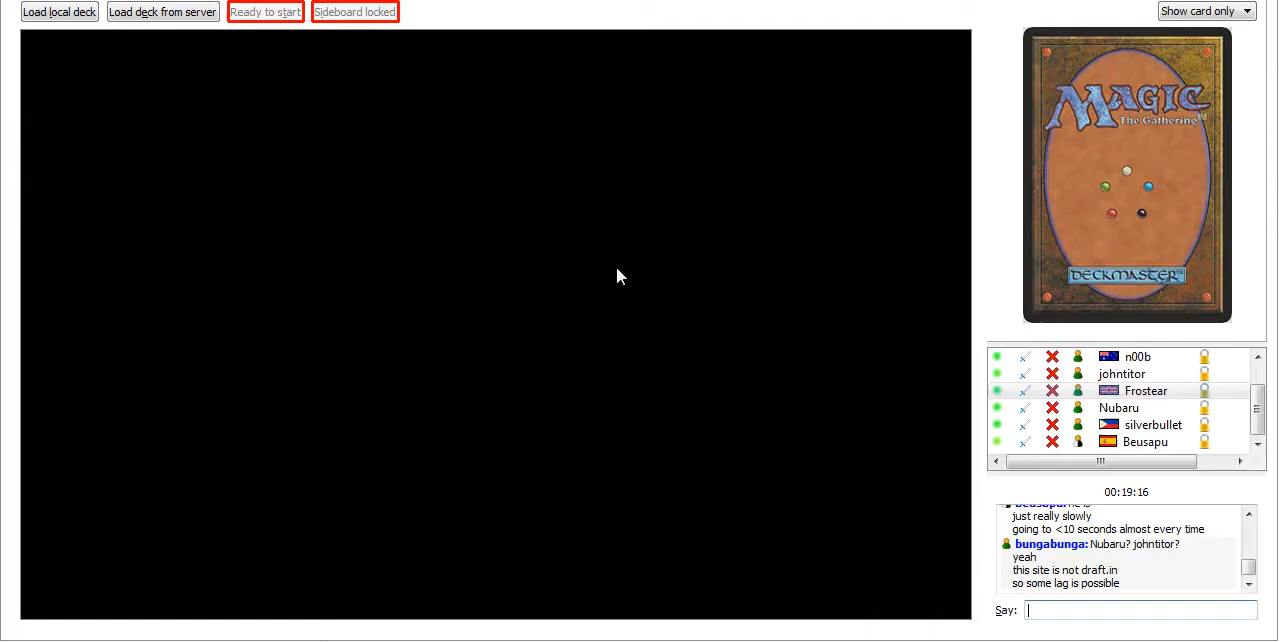 Load local deck
Load deck from server
Ready to start
Sideboard locked
Show card only
MAGIC
The Gathering™
DECKMASTER™
n00b
johntitor
Frostear
Nubaru
silverbullet
Beusapu
00:19:16
just really slowly
going to <10 seconds almost every time
bungabunga: Nubaru? johntitor?
yeah
this site is not draft.in
so some lag is possible
Say: